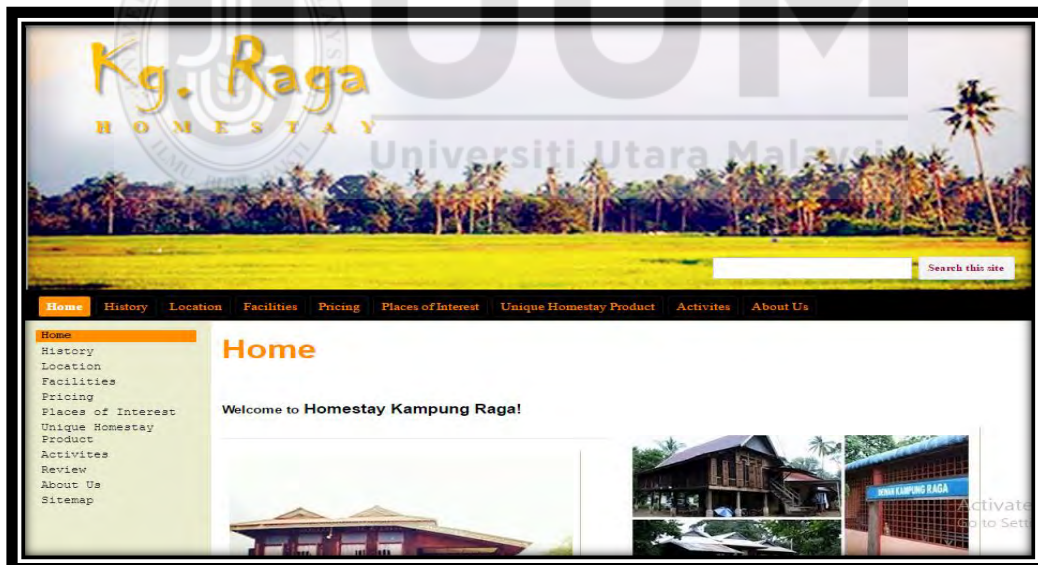 Kg. Raga
HOMESTAY
UUM
Universiti Utara Malaysia
Search this site
Home History Location Facilities Pricing Places of Interest Unique Homestay Product Activites About Us
Home
History
Location
Facilities
Pricing
Places of Interest
Unique Homestay
Product
Activites
Review
About Us
Sitemap
Home
Welcome to Homestay Kampung Raga!
DEWAN KAMPUNG RAGA
Activate
Go to Sett